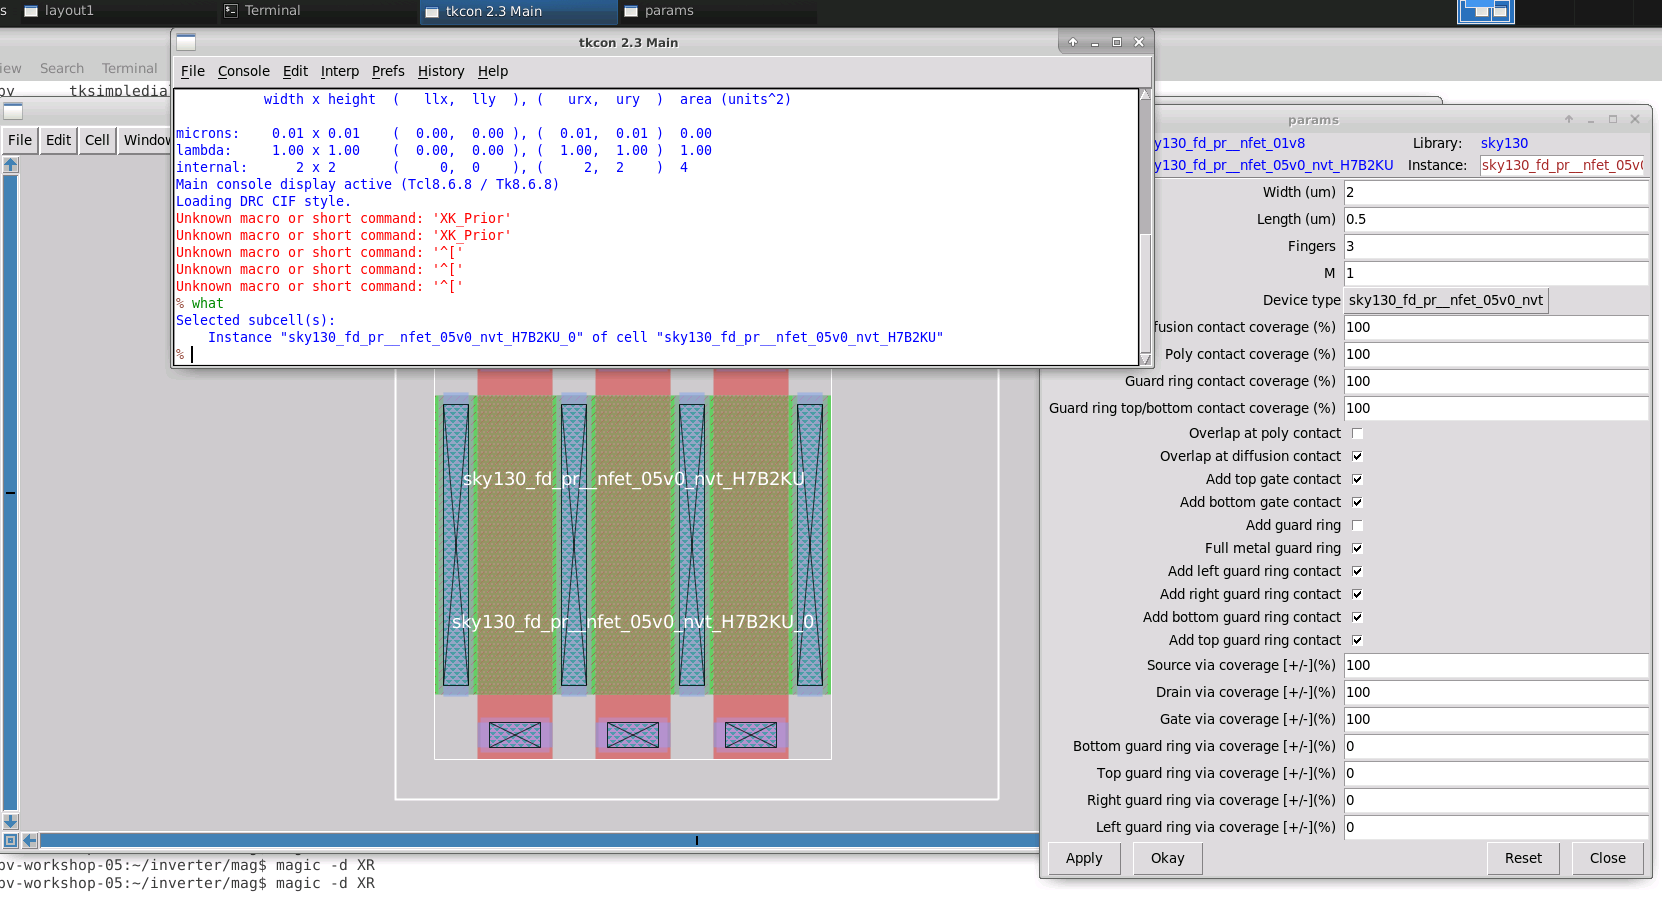 s layout1 Terminal tkcon 2.3 Main params
tkcon 2.3 Main
iew Search Terminal
File Console Edit Interp Prefs History Help
pv tksimpledia
width x height ( llx, lly ), ( urx, ury ) area (units^2)
microns: 0.01 x 0.01 ( 0.00, 0.00 ), ( 0.01, 0.01 ) 0.00
lambda: 1.00 x 1.00 ( 0.00, 0.00 ), ( 1.00, 1.00 ) 1.00
internal: 2 x 2 ( 0, 0 ), ( 2, 2 ) 4
Main console display active (Tcl8.6.8 / Tk8.6.8)
Loading DRC CIF style.
Unknown macro or short command: 'XK_Prior'
Unknown macro or short command: 'XK_Prior'
Unknown macro or short command: '^['
Unknown macro or short command: '^['
Unknown macro or short command: '^['
% what
Selected subcell(s):
Instance "sky130_fd_pr__nfet_05v0_nvt_H7B2KU_0" of cell "sky130_fd_pr__nfet_05v0_nvt_H7B2KU"
%
File Edit Cell Window
sky130_fd_pr__nfet_05v0_nvt_H7B2KU
sky130_fd_pr__nfet_05v0_nvt_H7B2KU_0
params
y130_fd_pr__nfet_01v8 Library: sky130
y130_fd_pr__nfet_05v0_nvt_H7B2KU Instance: sky130_fd_pr__nfet_05v0
Width (um) 2
Length (um) 0.5
Fingers 3
M 1
Device type sky130_fd_pr__nfet_05v0_nvt
fusion contact coverage (%) 100
Poly contact coverage (%) 100
Guard ring contact coverage (%) 100
Guard ring top/bottom contact coverage (%) 100
Overlap at poly contact
Overlap at diffusion contact
Add top gate contact
Add bottom gate contact
Add guard ring
Full metal guard ring
Add left guard ring contact
Add right guard ring contact
Add bottom guard ring contact
Add top guard ring contact
Source via coverage [+/-](%) 100
Drain via coverage [+/-](%) 100
Gate via coverage [+/-](%) 100
Bottom guard ring via coverage [+/-](%) 0
Top guard ring via coverage [+/-](%) 0
Right guard ring via coverage [+/-](%) 0
Left guard ring via coverage [+/-](%) 0
Apply Okay Reset Close
pv-workshop-05:~/inverter/mag$ magic -d XR
pv-workshop-05:~/inverter/mag$ magic -d XR